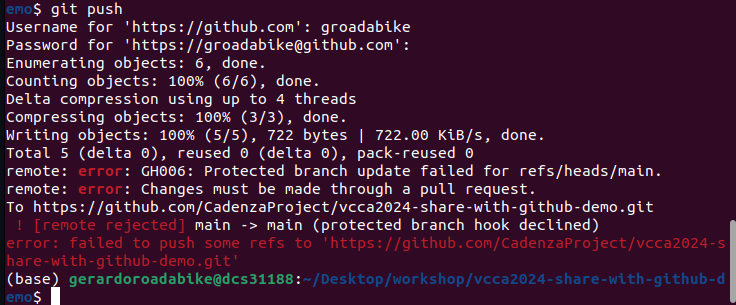 emo$ git push
Username for 'https://github.com': groadabike
Password for 'https://groadabike@github.com':
Enumerating objects: 6, done.
Counting objects: 100% (6/6), done.
Delta compression using up to 4 threads
Compressing objects: 100% (3/3), done.
Writing objects: 100% (5/5), 722 bytes | 722.00 KiB/s, done.
Total 5 (delta 0), reused 0 (delta 0), pack-reused 0
remote: error: GH006: Protected branch update failed for refs/heads/main.
remote: error: Changes must be made through a pull request.
To https://github.com/CadenzaProject/vcca2024-share-with-github-demo.git
 ! [remote rejected] main -> main (protected branch hook declined)
error: failed to push some refs to 'https://github.com/CadenzaProject/vcca2024-s
hare-with-github-demo.git'
(base) gerardoroadabike@dcs31188:~/Desktop/workshop/vcca2024-share-with-github-d
emo$